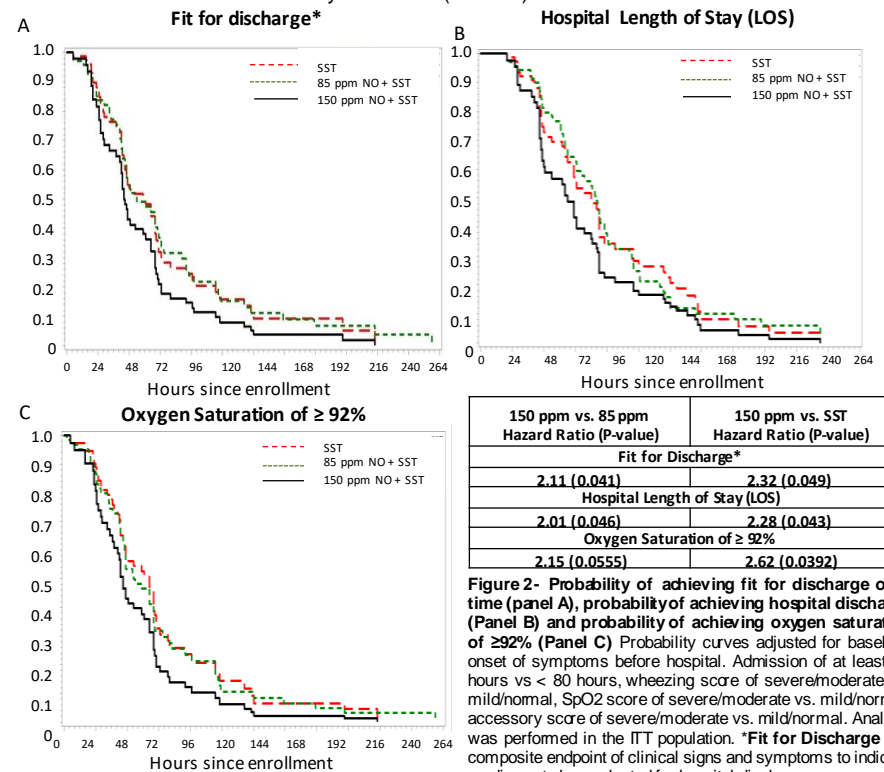 A
Fit for discharge*
1.0
0.9
0.8
0.7
0.6
0.5
0.4
0.3
0.2
0.1
0
SST
85 ppm NO + SST
150 ppm NO + SST
0 24 48 72 96 120 144 168 192 216 240 264
Hours since enrollment
B
Hospital Length of Stay (LOS)
1.0
0.9
0.8
0.7
0.6
0.5
0.4
0.3
0.2
0.1
0
SST
85 ppm NO + SST
150 ppm NO + SST
0 24 48 72 96 120 144 168 192 216 240 264
Hours since enrollment
C
Oxygen Saturation of ≥ 92%
1.0
0.9
0.8
0.7
0.6
0.5
0.4
0.3
0.2
0.1
0
SST
85 ppm NO + SST
150 ppm NO + SST
0 24 48 72 96 120 144 168 192 216 240 264
Hours since enrollment
150 ppm vs. 85 ppm 150 ppm vs. SST
Hazard Ratio (P-value) Hazard Ratio (P-value)
Fit for Discharge*
2.11 (0.041) 2.32 (0.049)
Hospital Length of Stay (LOS)
2.01 (0.046) 2.28 (0.043)
Oxygen Saturation of ≥ 92%
2.15 (0.0555) 2.62 (0.0392)
Figure 2- Probability of achieving fit for discharge o
time (panel A), probability of achieving hospital discha
(Panel B) and probability of achieving oxygen saturat
of ≥92% (Panel C) Probability curves adjusted for basel
onset of symptoms before hospital. Admission of at least
hours vs < 80 hours, wheezing score of severe/moderate
mild/normal, SpO2 score of severe/moderate vs. mild/norm
accessory score of severe/moderate vs. mild/normal. Anal
was performed in the ITT population. *Fit for Discharge
composite endpoint of clinical signs and symptoms to indic